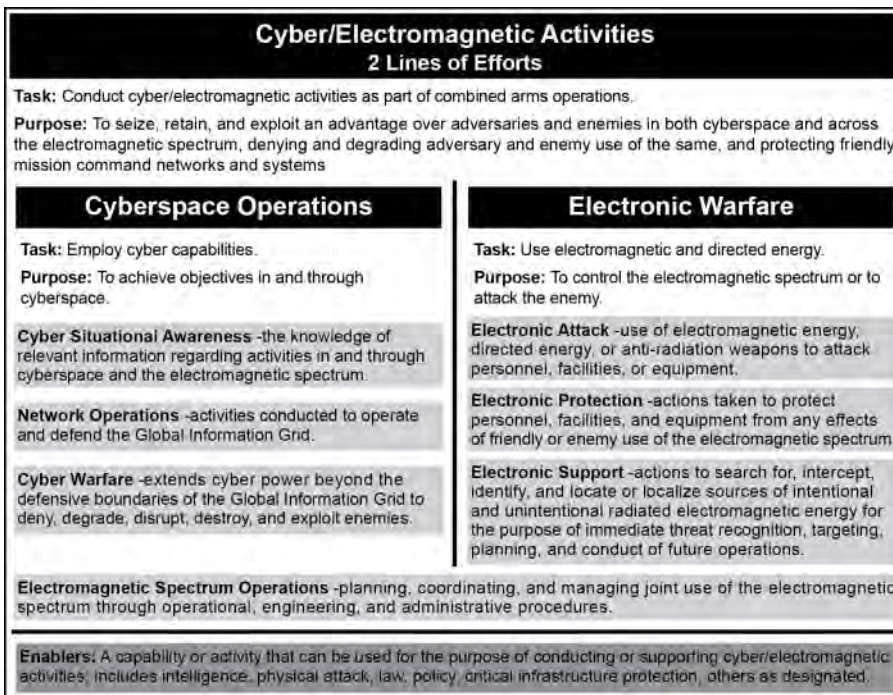 Cyber/Electromagnetic Activities
2 Lines of Efforts
Task: Conduct cyber/electromagnetic activities as part of combined arms operations.
Purpose: To seize, retain, and exploit an advantage over adversaries and enemies in both cyberspace and across
the electromagnetic spectrum, denying and degrading adversary and enemy use of the same, and protecting friendly
mission command networks and systems
Cyberspace Operations
Task: Employ cyber capabilities.
Purpose: To achieve objectives in and through
cyberspace.
Cyber Situational Awareness -the knowledge of
relevant information regarding activities in and through
cyberspace and the electromagnetic spectrum.
Network Operations -activities conducted to operate
and defend the Global Information Grid.
Cyber Warfare -extends cyber power beyond the
defensive boundaries of the Global Information Grid to
deny, degrade, disrupt, destroy, and exploit enemies.
Electronic Warfare
Task: Use electromagnetic and directed energy.
Purpose: To control the electromagnetic spectrum or to
attack the enemy.
Electronic Attack -use of electromagnetic energy,
directed energy, or anti-radiation weapons to attack
personnel, facilities, or equipment.
Electronic Protection -actions taken to protect
personnel, facilities, and equipment from any effects
of friendly or enemy use of the electromagnetic spectrum.
Electronic Support -actions to search for, intercept,
identify, and locate or localize sources of intentional
and unintentional radiated electromagnetic energy for
the purpose of immediate threat recognition, targeting,
planning, and conduct of future operations.
Electromagnetic Spectrum Operations -planning, coordinating, and managing joint use of the electromagnetic
spectrum through operational, engineering, and administrative procedures.
Enablers: A capability or activity that can be used for the purpose of conducting or supporting cyber/electromagnetic
activities; includes intelligence, physical attack, law, policy, critical infrastructure protection, others as designated.